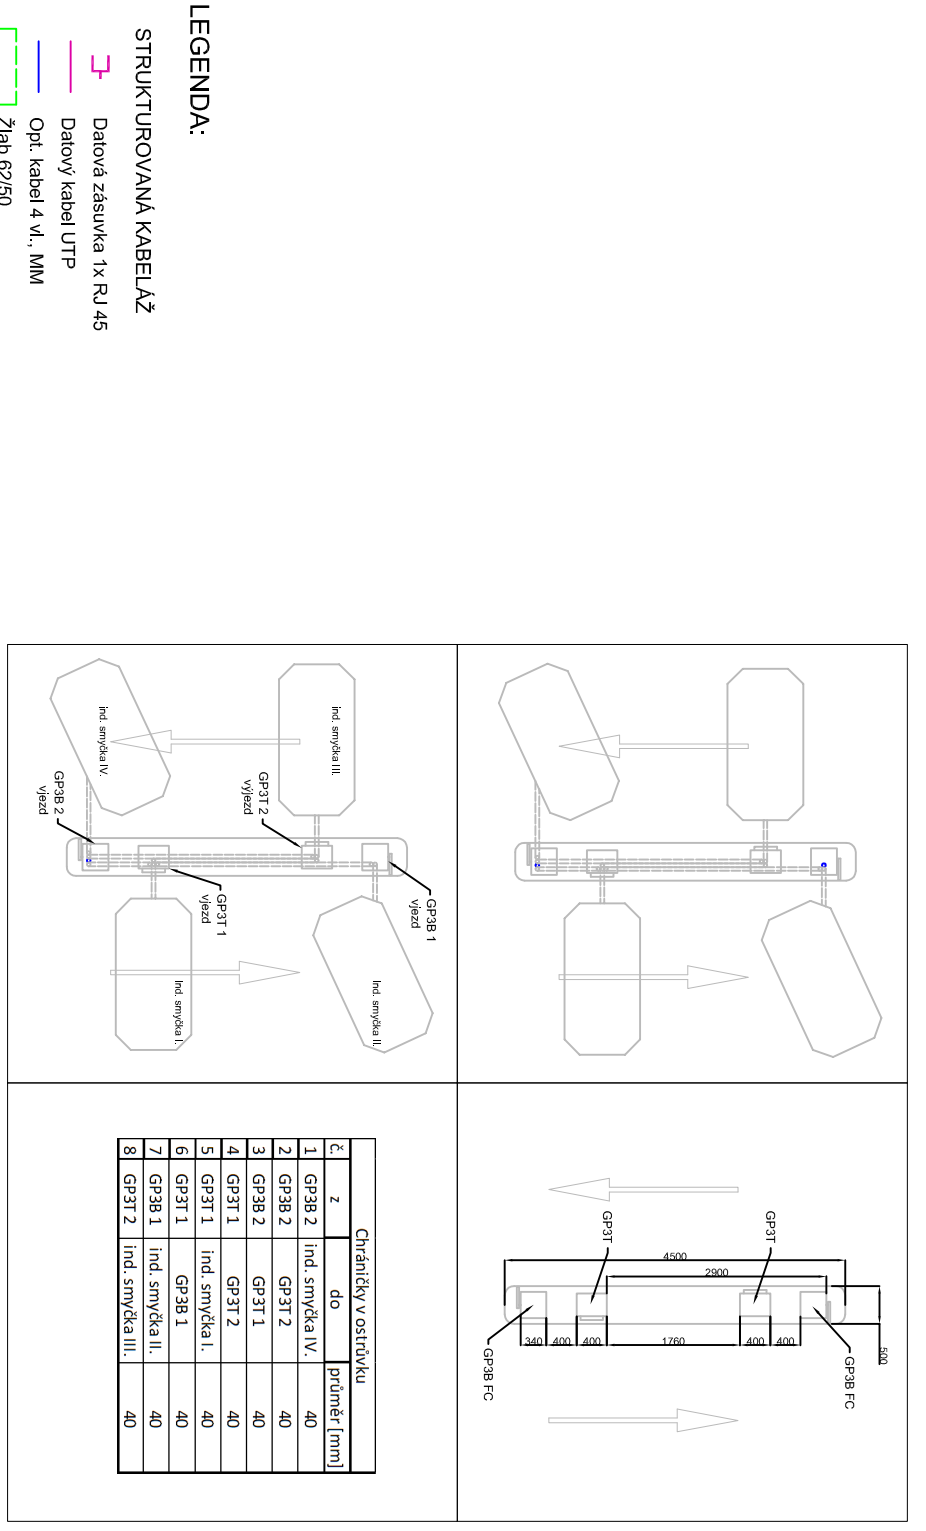 LEGENDA:
STRUKTUROVANÁ KABELÁŽ
Datová zásuvka 1x RJ 45
Datový kabel UTP
Opt. kabel 4 vl., MM
Žlab 62/50
ind. smyčka III.
ind. smyčka IV.
GP3T 2
výjezd
GP3B 2
vjezd
GP3B 1
vjezd
GP3T 1
vjezd
Ind. smyčka II.
Ind. smyčka I.
GP3T
GP3T
4500
2900
500
340
400
400
1760
400
400
GP3B FC
GP3B FC
Chráničky v ostrůvku
č. z do průměr [mm]
1 GP3B 2 ind. smyčka IV. 40
2 GP3B 2 GP3T 2 40
3 GP3B 2 GP3T 1 40
4 GP3T 1 GP3T 2 40
5 GP3T 1 ind. smyčka I. 40
6 GP3T 1 GP3B 1 40
7 GP3B 1 ind. smyčka II. 40
8 GP3T 2 ind. smyčka III. 40